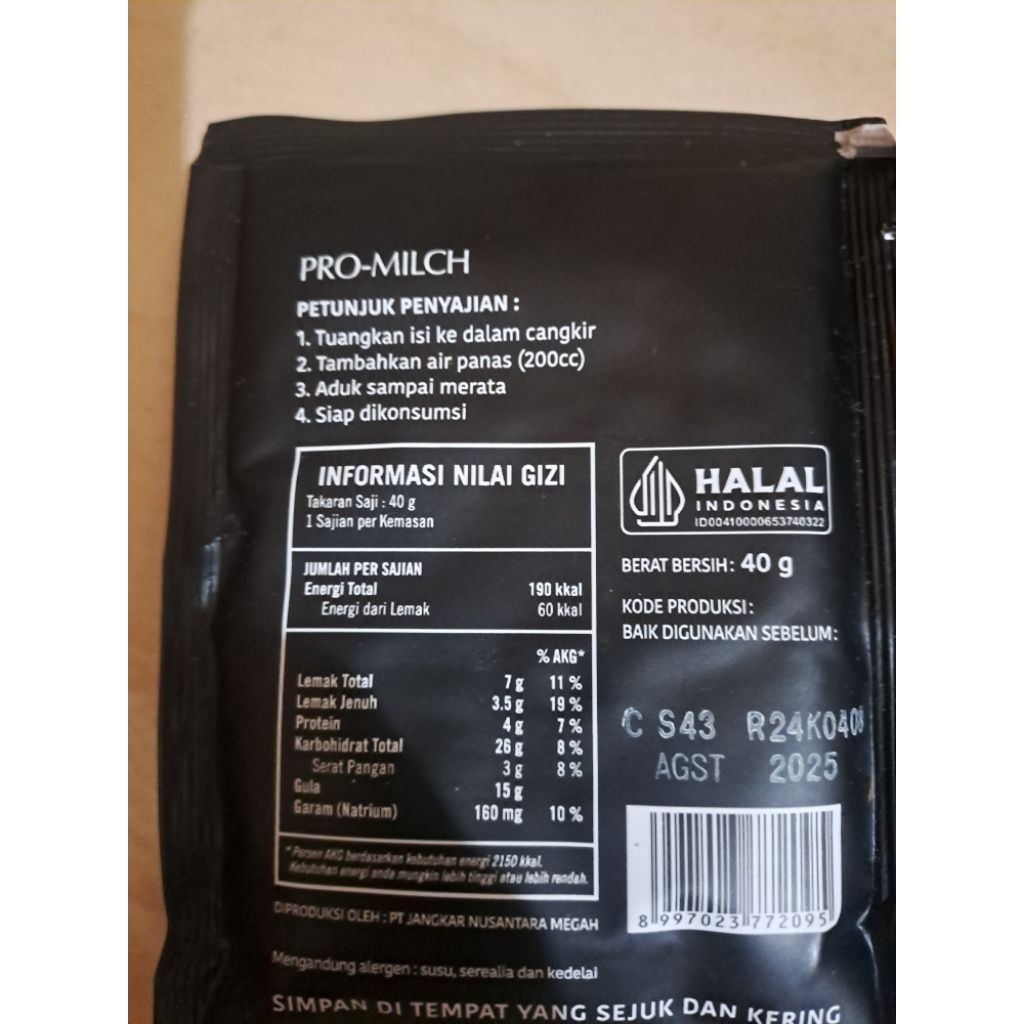 PRO-MILCH
PETUNJUK PENYAJIAN :
1. Tuangkan isi ke dalam cangkir
2. Tambahkan air panas (200cc)
3. Aduk sampai merata
4. Siap dikonsumsi
INFORMASI NILAI GIZI
Takaran Saji : 40 g
1 Sajian per Kemasan
JUMLAH PER SAJIAN
Energi Total 190 kkal
Energi dari Lemak 60 kkal
% AKG*
Lemak Total 7 g 11 %
Lemak Jenuh 3.5 g 19 %
Protein 4 g 7 %
Karbohidrat Total 26 g 8 %
Serat Pangan 3 g 8 %
Gula 15 g
Garam (Natrium) 160 mg 10 %
* Persen AKG berdasarkan kebutuhan energi 2150 kkal.
Kebutuhan energi anda mungkin lebih tinggi atau lebih rendah.
DIPRODUKSI OLEH : PT JANGKAR NUSANTARA MEGAH
Mengandung alergen : susu, serealia dan kedelai
SIMPAN DI TEMPAT YANG SEJUK DAN KERING
HALAL
INDONESIA
ID00410000653740322
BERAT BERSIH: 40 g
KODE PRODUKSI:
BAIK DIGUNAKAN SEBELUM:
C S43 R24K0408
AGST 2025
8 997023 772095